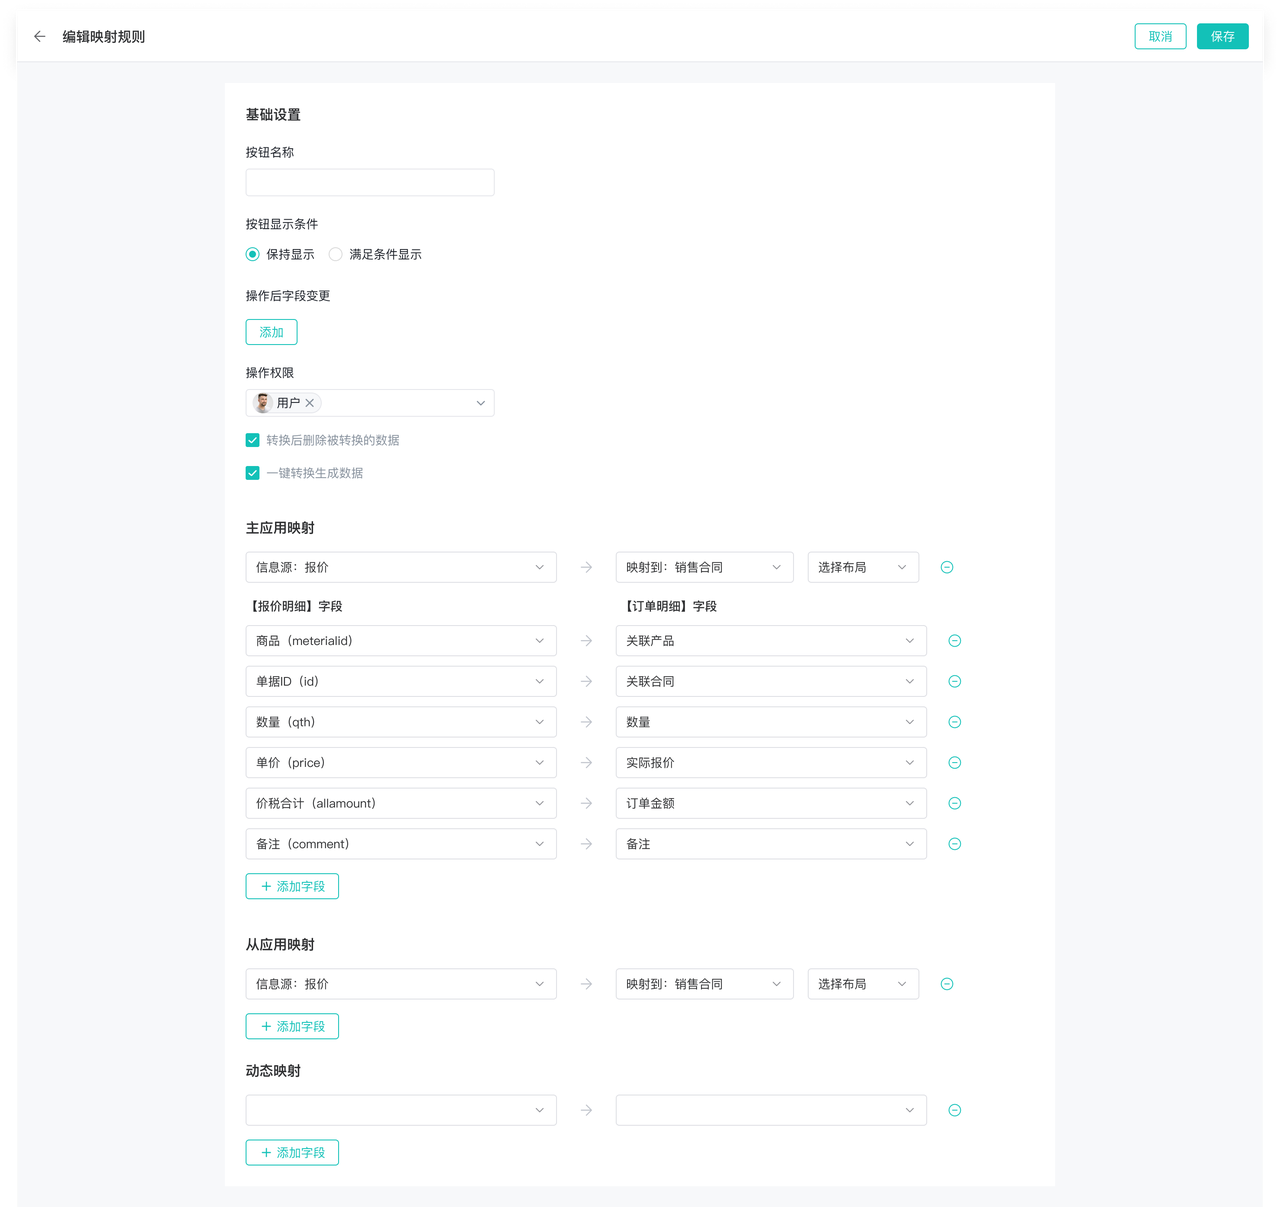 编辑映射规则
取消
保存
基础设置
按钮名称
按钮显示条件
保持显示
满足条件显示
操作后字段变更
添加
操作权限
用户
转换后删除被转换的数据
一键转换生成数据
主应用映射
信息源：报价
映射到：销售合同
选择布局
【报价明细】字段
【订单明细】字段
商品（meterialid）
关联产品
单据ID（id）
关联合同
数量（qth）
数量
单价（price）
实际报价
价税合计（allamount）
订单金额
备注（comment）
备注
添加字段
从应用映射
信息源：报价
映射到：销售合同
选择布局
添加字段
动态映射
添加字段